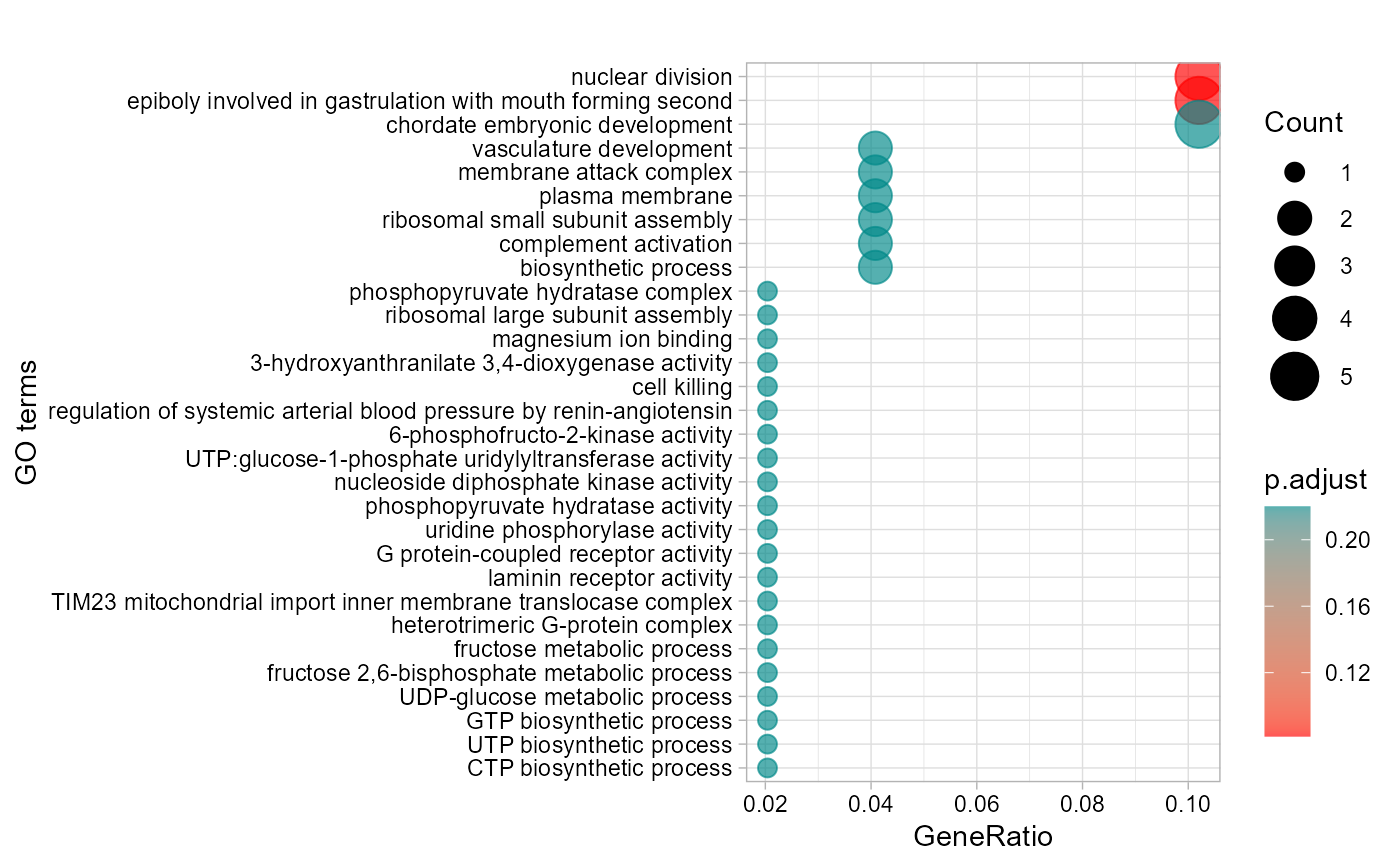 nuclear division
epiboly involved in gastrulation with mouth forming second
chordate embryonic development
vasculature development
membrane attack complex
plasma membrane
ribosomal small subunit assembly
complement activation
biosynthetic process
phosphopyruvate hydratase complex
ribosomal large subunit assembly
magnesium ion binding
3-hydroxyanthranilate 3,4-dioxygenase activity
cell killing
regulation of systemic arterial blood pressure by renin-angiotensin
6-phosphofructo-2-kinase activity
UTP:glucose-1-phosphate uridylyltransferase activity
nucleoside diphosphate kinase activity
phosphopyruvate hydratase activity
uridine phosphorylase activity
G protein-coupled receptor activity
laminin receptor activity
TIM23 mitochondrial import inner membrane translocase complex
heterotrimeric G-protein complex
fructose metabolic process
fructose 2,6-bisphosphate metabolic process
UDP-glucose metabolic process
GTP biosynthetic process
UTP biosynthetic process
CTP biosynthetic process
GO terms
0.02 0.04 0.06 0.08 0.10
GeneRatio
Count
1
2
3
4
5
p.adjust
0.20
0.16
0.12